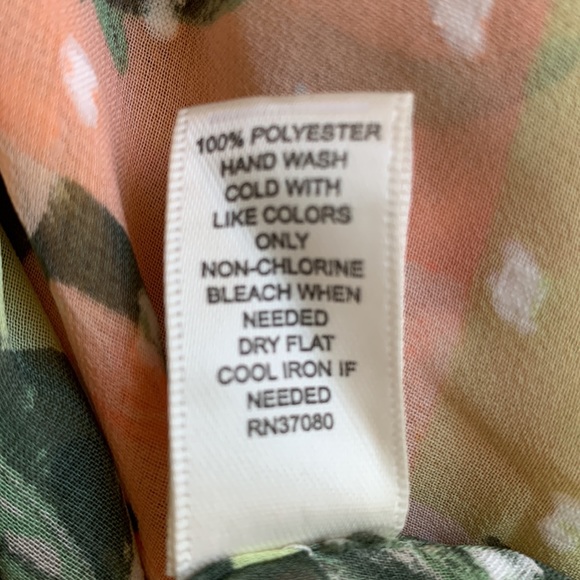 100% POLYESTER
HAND WASH
COLD WITH
LIKE COLORS
ONLY
NON-CHLORINE
BLEACH WHEN
NEEDED
DRY FLAT
COOL IRON IF
NEEDED
RN37080